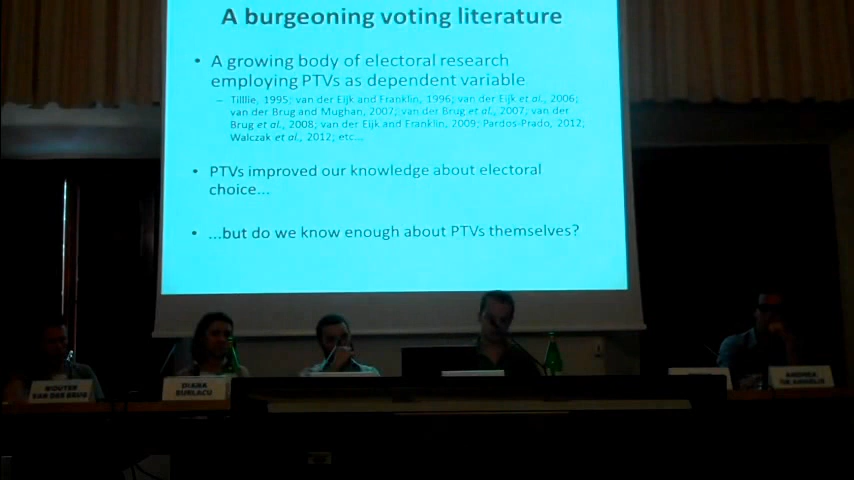 A burgeoning voting literature
• A growing body of electoral research
employing PTVs as dependent variable
– Tilllie, 1995; van der Eijk and Franklin, 1996; van der Eijk et al., 2006;
van der Brug and Mughan, 2007; van der Brug et al., 2007; van der
Brug et al., 2008; van der Eijk and Franklin, 2009; Pardos-Prado, 2012;
Walczak et al., 2012; etc...
• PTVs improved our knowledge about electoral
choice...
• ...but do we know enough about PTVs themselves?
WOUTER
VAN DER BRUG
DIANA
BURLACU
ANDREA
DE ANGELIS